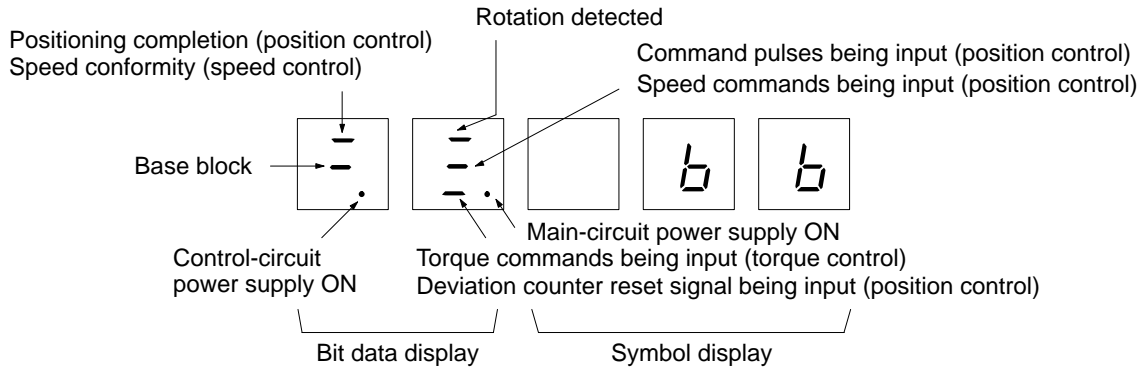 Rotation detected
Positioning completion (position control)
Speed conformity (speed control)
Command pulses being input (position control)
Speed commands being input (position control)
Base block
b b
Main-circuit power supply ON
Control-circuit
power supply ON
Torque commands being input (torque control)
Deviation counter reset signal being input (position control)
Bit data display
Symbol display